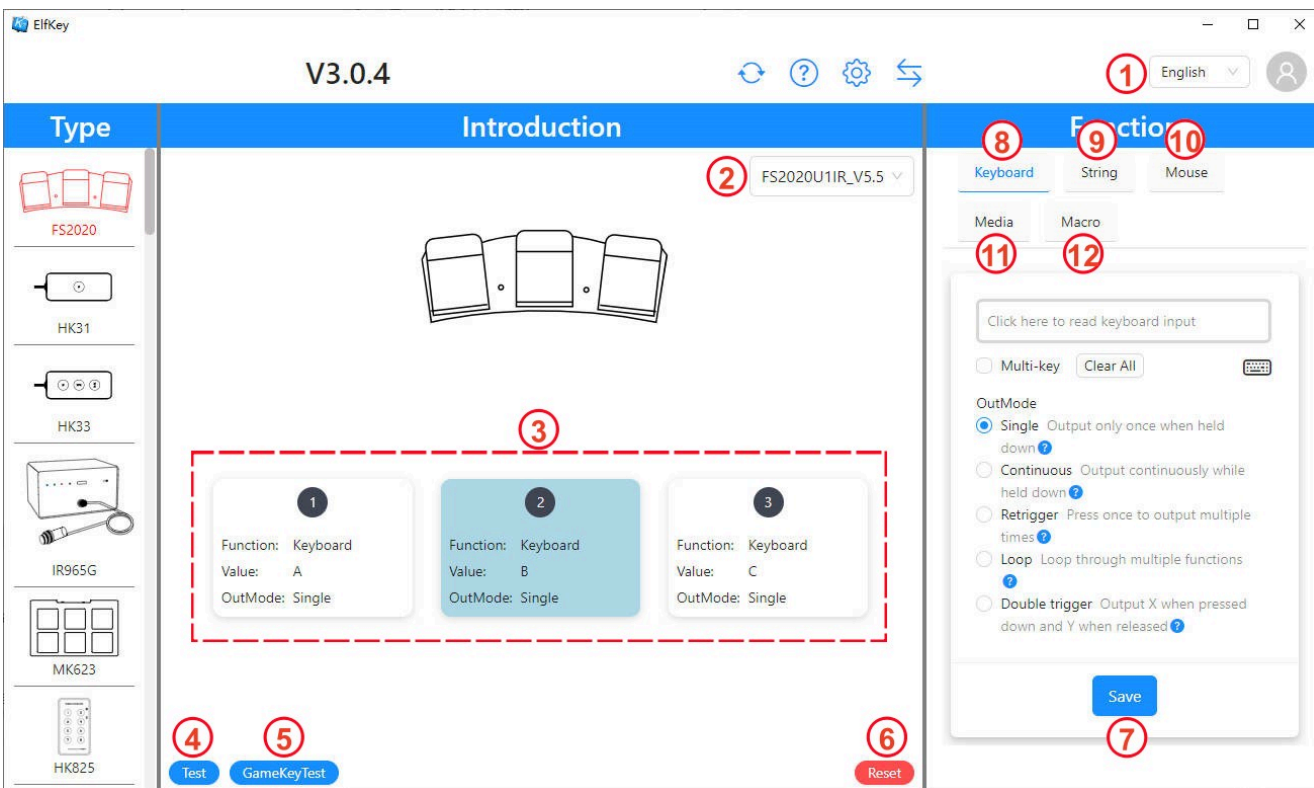 ElfKey
V3.0.4
1
English
Type
Introduction
Function
FS2020
HK31
HK33
IR965G
MK623
HK825
2
FS2020U1IR_V5.5
3
1
Function: Keyboard
Value: A
OutMode: Single
2
Function: Keyboard
Value: B
OutMode: Single
3
Function: Keyboard
Value: C
OutMode: Single
4
Test
5
GameKeyTest
6
Reset
8
9
10
Keyboard
String
Mouse
Media
Macro
11
12
Click here to read keyboard input
Multi-key
Clear All
OutMode
Single Output only once when held
down ?
Continuous Output continuously while
held down ?
Retrigger Press once to output multiple
times ?
Loop Loop through multiple functions
?
Double trigger Output X when pressed
down and Y when released ?
Save
7